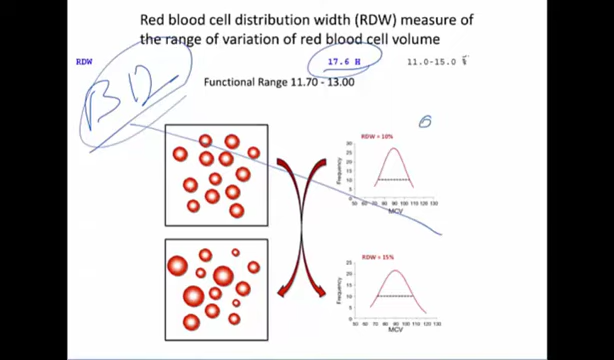 Red blood cell distribution width (RDW) measure of
the range of variation of red blood cell volume
RDW 17.6 H 11.0-15.0 %
Functional Range 11.70 - 13.00
RDW = 10%
Frequency
30
25
20
15
10
5
0
50 60 70 80 90 100 110 120 130
MCV
RDW = 15%
Frequency
25
20
15
10
5
0
50 60 70 80 90 100 110 120 130
MCV